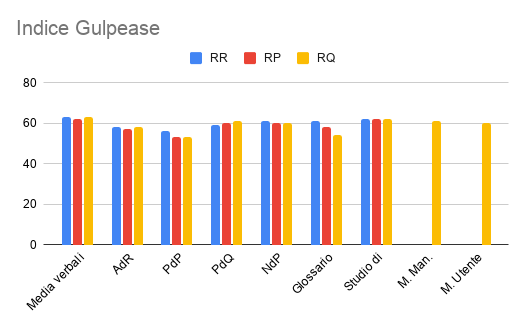 Indice Gulpease
RR RP RQ
80
60
40
20
0
Media verbali AdR PdP PdQ NdP Glossario Studio di M. Man. M. Utente